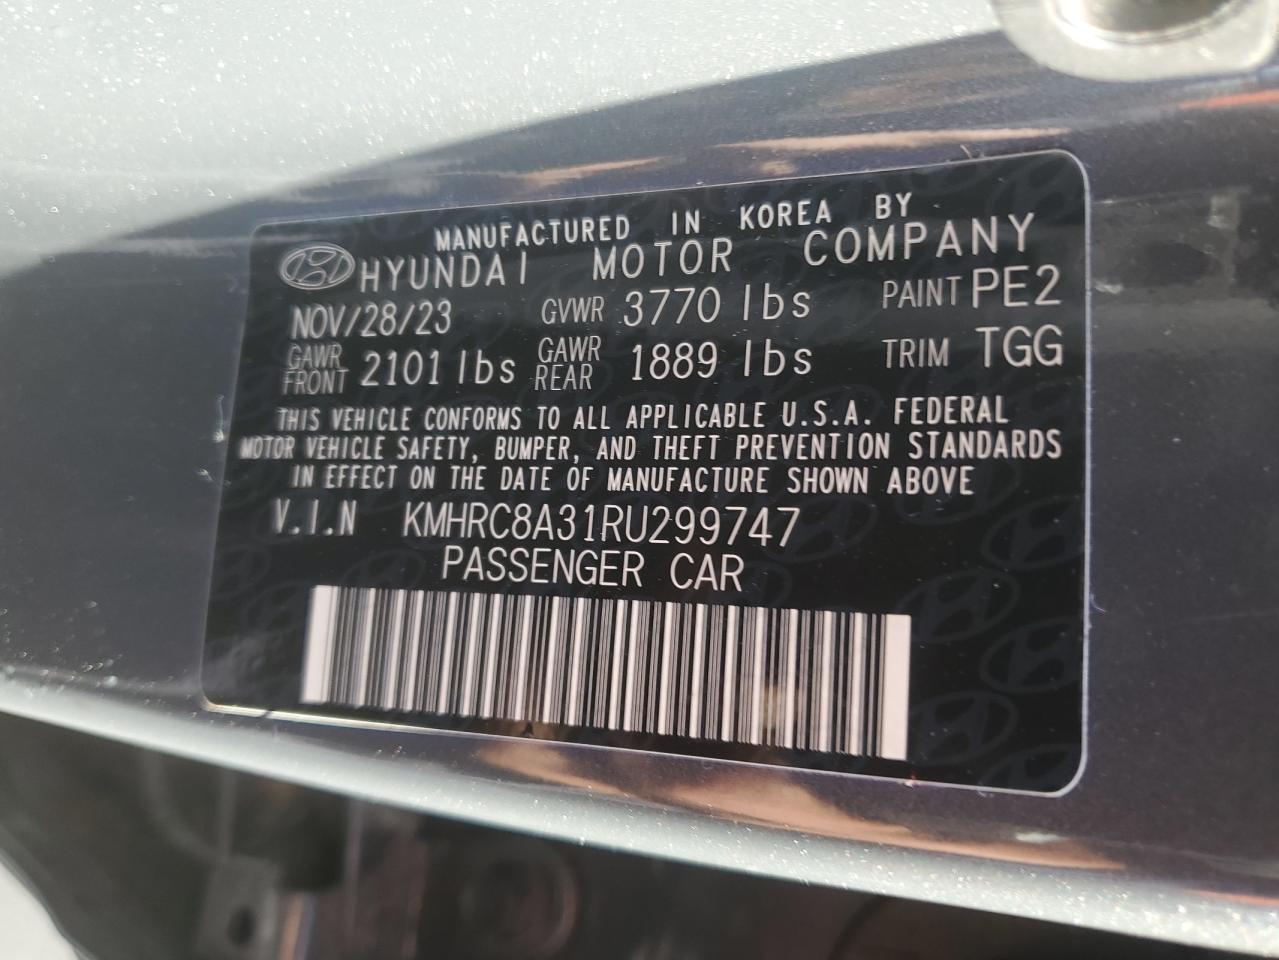 MANUFACTURED IN KOREA BY
HYUNDAI MOTOR COMPANY
NOV/28/23 GVWR 3770 lbs PAINT PE2
GAWR FRONT 2101 lbs GAWR REAR 1889 lbs TRIM TGG
THIS VEHICLE CONFORMS TO ALL APPLICABLE U.S.A. FEDERAL
MOTOR VEHICLE SAFETY, BUMPER, AND THEFT PREVENTION STANDARDS
IN EFFECT ON THE DATE OF MANUFACTURE SHOWN ABOVE
V.I.N KMHRC8A31RU299747
PASSENGER CAR